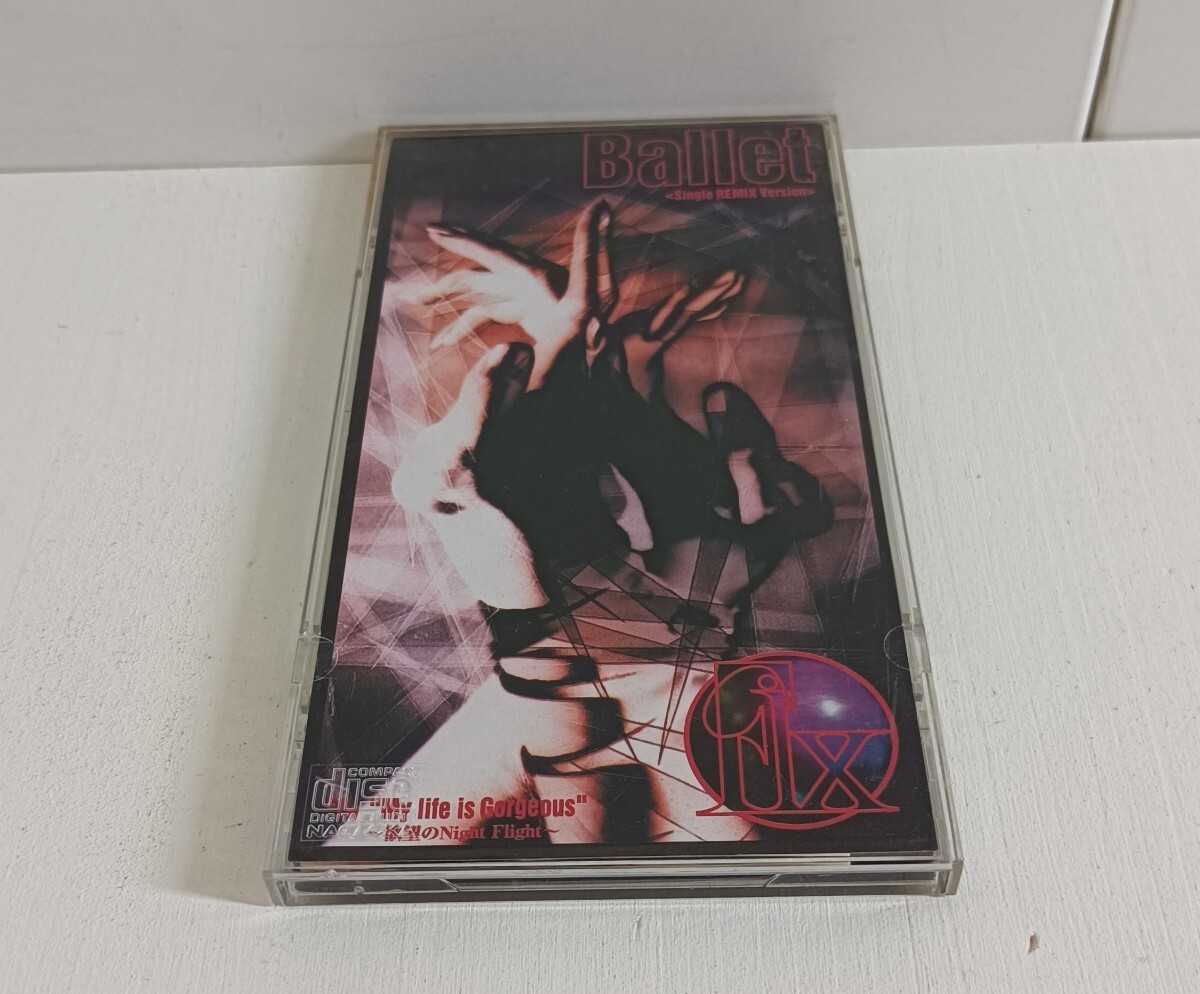 Ballet
<Single REMIX Version>
Fix
COMPACT
disc
DIGITAL AUDIO
"My life is Gorgeous"
~欲望のNight Flight~